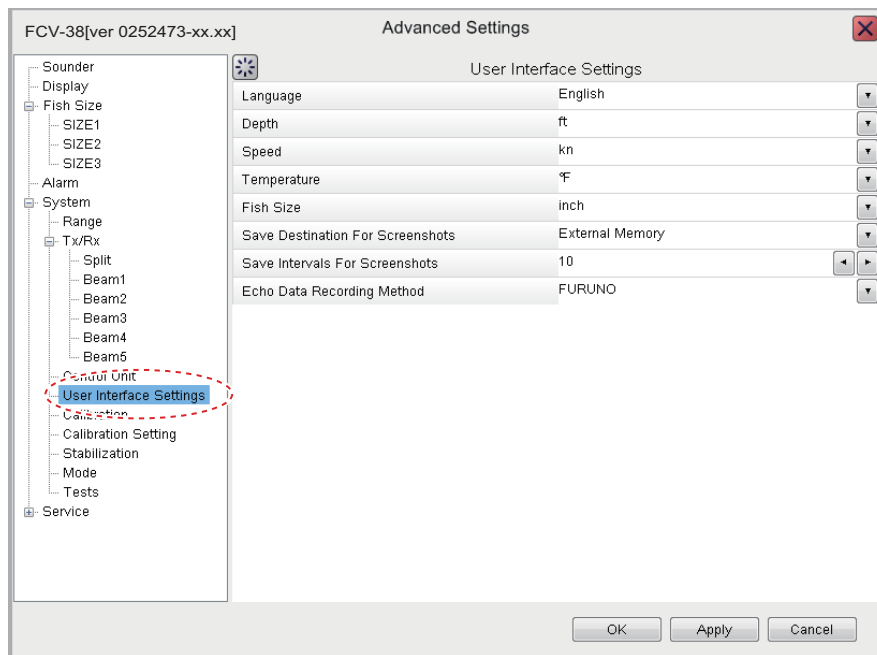 FCV-38[ver 0252473-xx.xx]
Advanced Settings
Sounder
Display
Fish Size
SIZE1
SIZE2
SIZE3
Alarm
System
Range
Tx/Rx
Split
Beam1
Beam2
Beam3
Beam4
Beam5
Control Unit
User Interface Settings
Calibration
Calibration Setting
Stabilization
Mode
Tests
Service
User Interface Settings
Language English
Depth ft
Speed kn
Temperature °F
Fish Size inch
Save Destination For Screenshots External Memory
Save Intervals For Screenshots 10
Echo Data Recording Method FURUNO
OK Apply Cancel